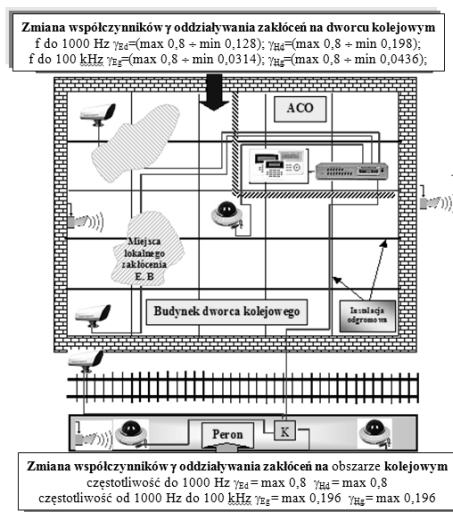 Zmiana współczynników γ oddziaływania zakłóceń na dworcu kolejowym
f do 1000 Hz γEd=(max 0,8 ÷ min 0,128); γHd=(max 0,8 ÷ min 0,198);
f do 100 kHz γEg=(max 0,8 ÷ min 0,0314); γHg=(max 0,8 ÷ min 0,0436);
ACO
Miejsca
lokalnego
zakłócenia
E. B
Budynek dworca kolejowego
Instalacja
odgromowa
K
Peron
Zmiana współczynników γ oddziaływania zakłóceń na obszarze kolejowym
częstotliwość do 1000 Hz γEd = max 0,8 γHd = max 0,8
częstotliwość od 1000 Hz do 100 kHz γEg = max 0,196 γHg = max 0,196